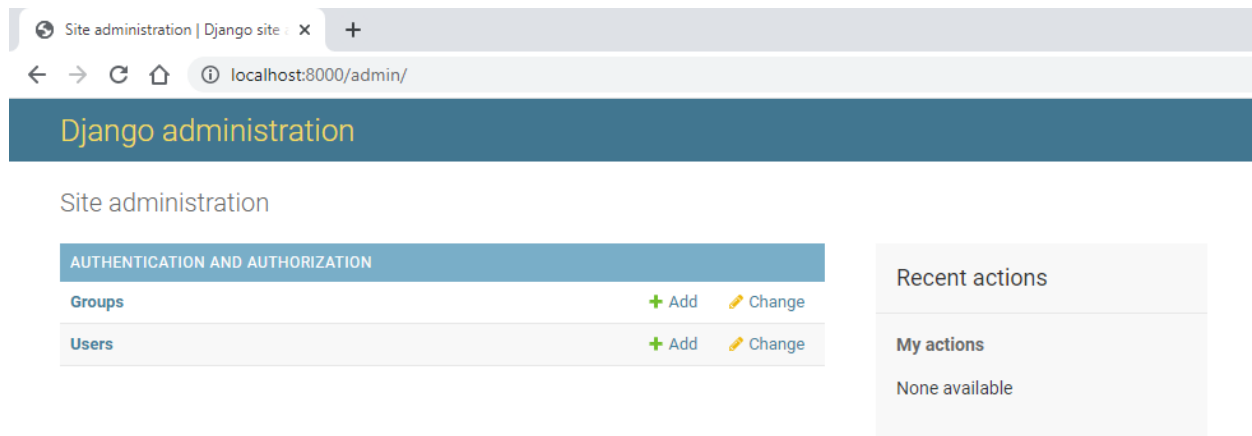 Site administration | Django site
localhost:8000/admin/
Django administration
Site administration
AUTHENTICATION AND AUTHORIZATION
Groups Add Change
Users Add Change
Recent actions
My actions
None available